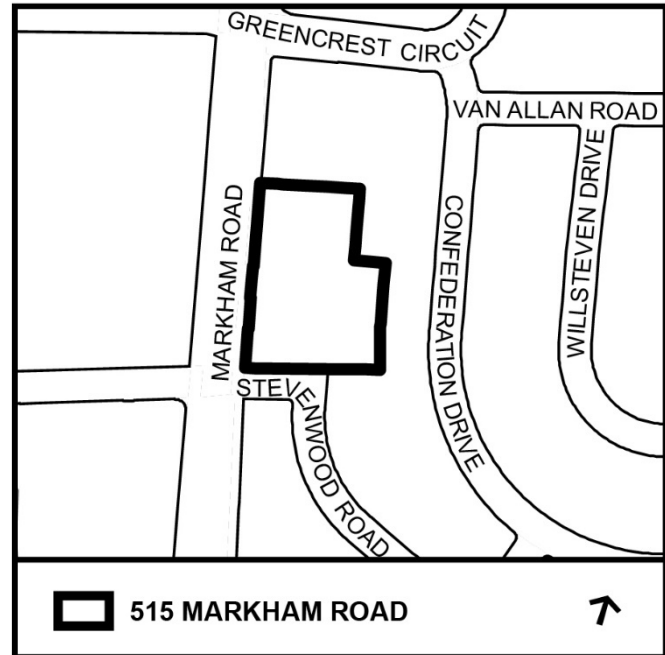 GREENCREST CIRCUIT
VAN ALLAN ROAD
MARKHAM ROAD
CONFEDERATION DRIVE
WILLSTEVEN DRIVE
STEVENWOOD ROAD
515 MARKHAM ROAD